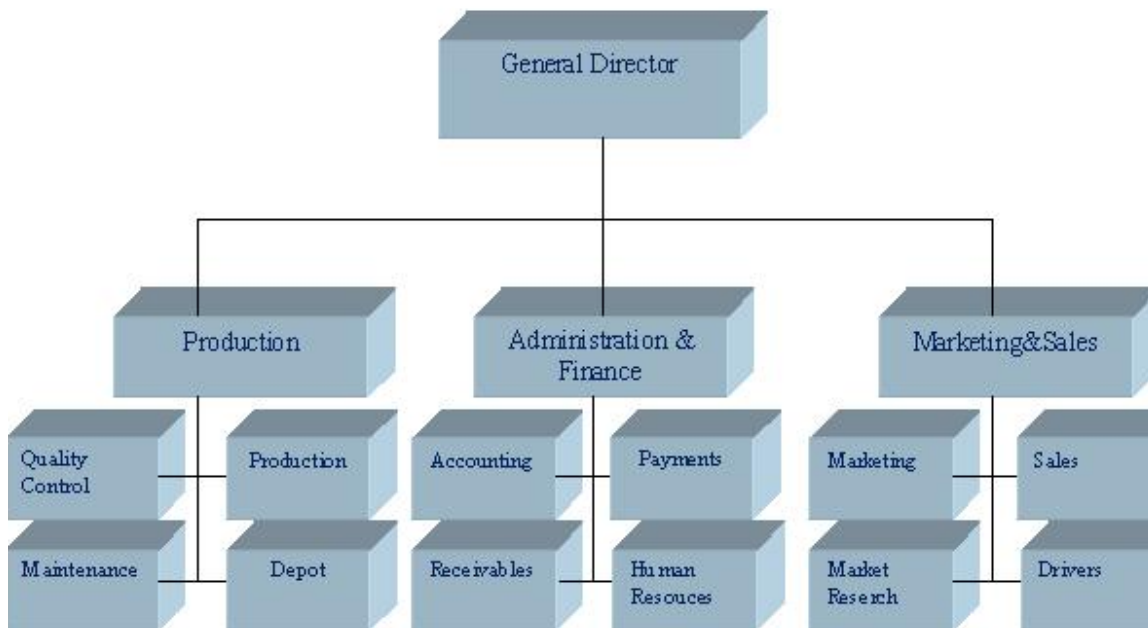 General Director
Production
Administration &
Finance
Marketing&Sales
Quality
Control
Production
Accounting
Payments
Marketing
Sales
Maintenance
Depot
Receivables
Human
Resouces
Market
Reserch
Drivers